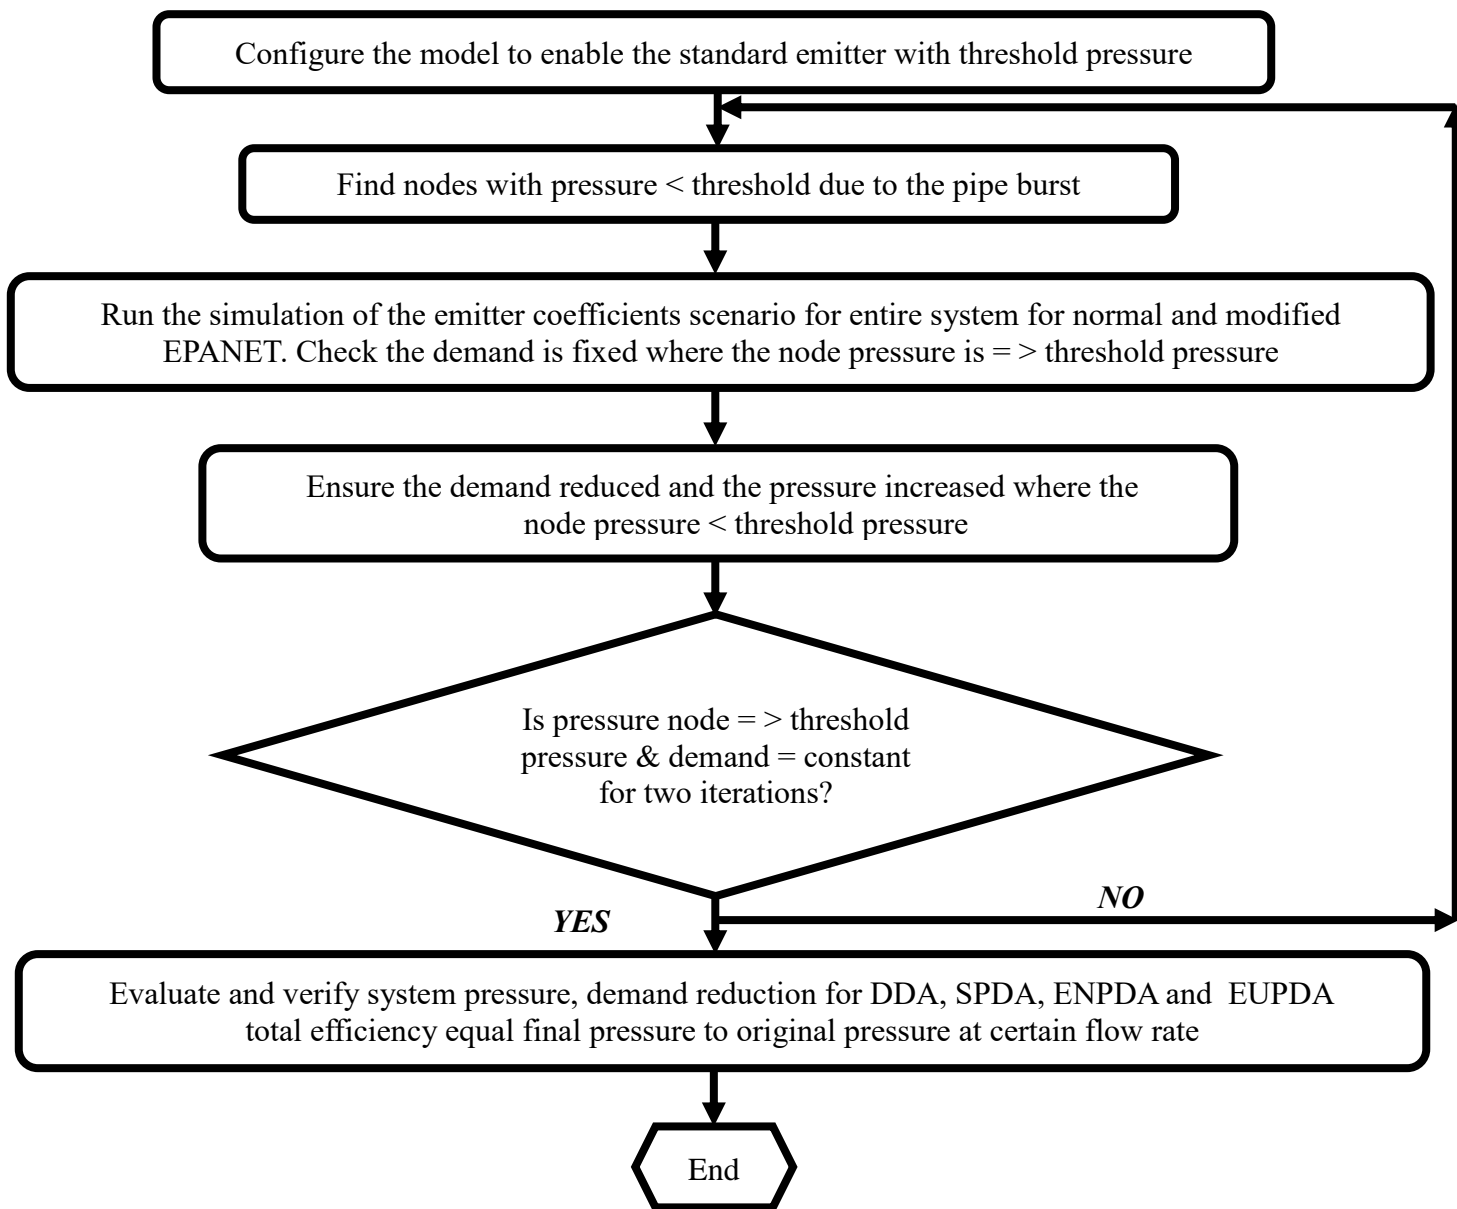 Configure the model to enable the standard emitter with threshold pressure
Find nodes with pressure < threshold due to the pipe burst
Run the simulation of the emitter coefficients scenario for entire system for normal and modified
EPANET. Check the demand is fixed where the node pressure is = > threshold pressure
Ensure the demand reduced and the pressure increased where the
node pressure < threshold pressure
Is pressure node = > threshold
pressure & demand = constant
for two iterations?
NO
YES
Evaluate and verify system pressure, demand reduction for DDA, SPDA, ENPDA and EUPDA
total efficiency equal final pressure to original pressure at certain flow rate
End